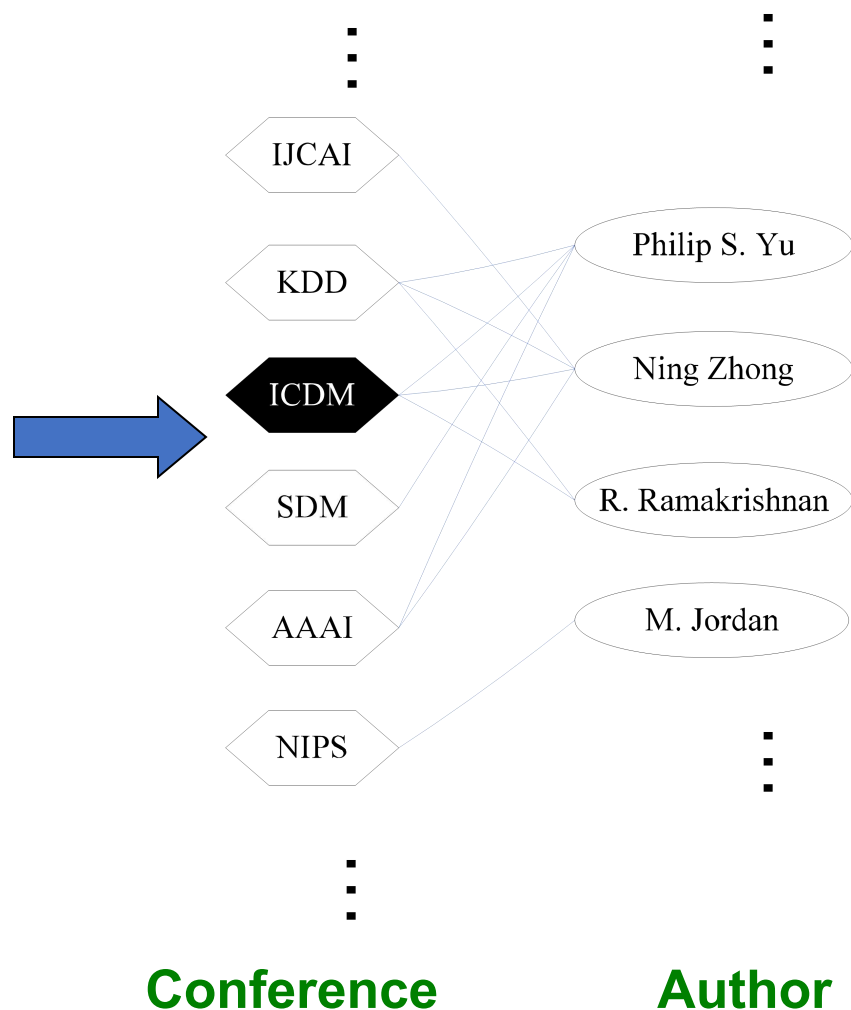 IJCAI
Philip S. Yu
KDD
Ning Zhong
ICDM
R. Ramakrishnan
SDM
M. Jordan
AAAI
NIPS
Conference
Author